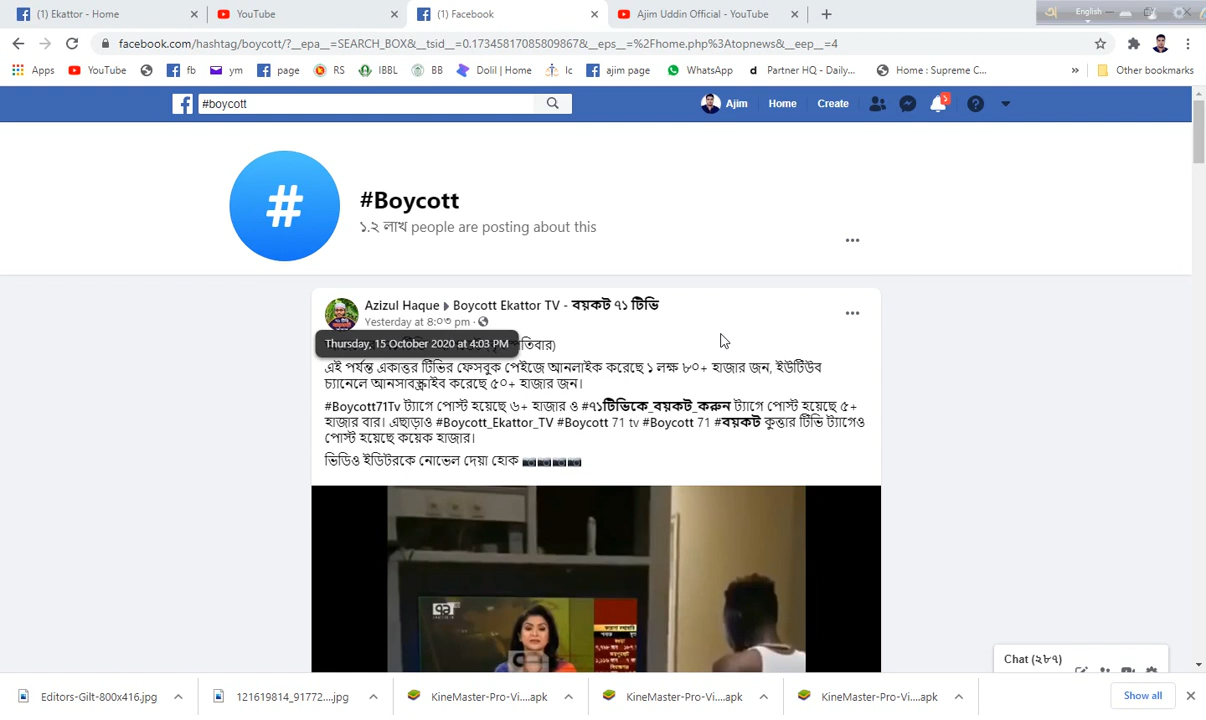 (1) Ekattor - Home
YouTube
(1) Facebook
Ajim Uddin Official - YouTube
English
facebook.com/hashtag/boycott/?__epa__=SEARCH_BOX&__tsid__=0.17345817085809867&__eps__=%2Fhome.php%3Atopnews&__eep__=4
Apps YouTube fb ym page RS IBBL BB Dolil | Home lc ajim page WhatsApp Partner HQ - Daily... Home : Supreme C... » Other bookmarks
#boycott
Ajim Home Create
#Boycott
১.২ লাখ people are posting about this
Azizul Haque Boycott Ekattor TV - বয়কট ৭১ টিভি
Yesterday at 8:০৩ pm
Thursday, 15 October 2020 at 4:03 PM
এই পর্যন্ত একাত্তর টিভির ফেসবুক পেইজে আনলাইক করেছে ১ লক্ষ ৮০+ হাজার জন, ইউটিউব
চ্যানেলে আনসাবস্ক্রাইব করেছে ৫০+ হাজার জন।
#Boycott71Tv ট্যাগে পোস্ট হয়েছে ৬+ হাজার ও #৭১টিভিকে_বয়কট_করুন ট্যাগে পোস্ট হয়েছে ৫+
হাজার বার। এছাড়াও #Boycott_Ekattor_TV #Boycott 71 tv #Boycott 71 #বয়কট কুত্তার টিভি ট্যাগেও
পোস্ট হয়েছে কয়েক হাজার।
ভিডিও ইডিটরকে নোভেল দেয়া হোক
Chat (২৮৭)
Editors-Gilt-800x416.jpg
121619814_91772....jpg
KineMaster-Pro-Vi....apk
KineMaster-Pro-Vi....apk
KineMaster-Pro-Vi....apk
Show all